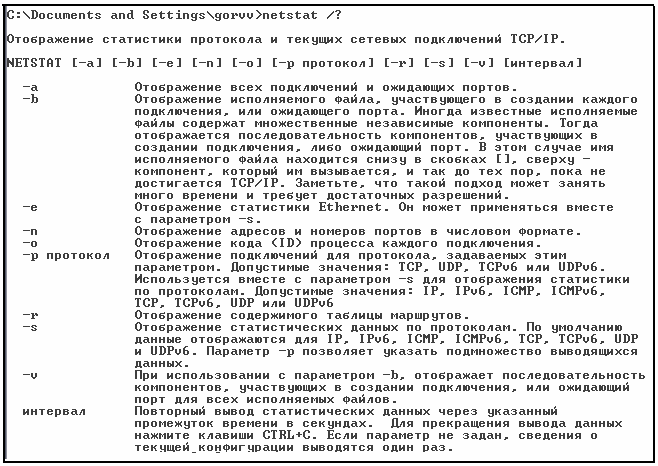 C:\Documents and Settings\gorvv>netstat /?
Отображение статистики протокола и текущих сетевых подключений TCP/IP.
NETSTAT [-a] [-b] [-e] [-n] [-o] [-p протокол] [-r] [-s] [-v] [интервал]
-a Отображение всех подключений и ожидающих портов.
-b Отображение исполняемого файла, участвующего в создании каждого
подключения, или ожидающего порта. Иногда известные исполняемые
файлы содержат множественные независимые компоненты. Тогда
отображается последовательность компонентов, участвующих в
создании подключения, либо ожидающий порт. В этом случае имя
исполняемого файла находится снизу в скобках [], сверху -
компонент, который им вызывается, и так до тех пор, пока не
достигается TCP/IP. Заметьте, что такой подход может занять
много времени и требует достаточных разрешений.
-e Отображение статистики Ethernet. Он может применяться вместе
с параметром -s.
-n Отображение адресов и номеров портов в числовом формате.
-o Отображение кода (ID) процесса каждого подключения.
-p протокол Отображение подключений для протокола, задаваемых этим
параметром. Допустимые значения: TCP, UDP, TCPv6 или UDPv6.
Используется вместе с параметром -s для отображения статистики
по протоколам. Допустимые значения: IP, IPv6, ICMP, ICMPv6,
TCP, TCPv6, UDP или UDPv6
-r Отображение содержимого таблицы маршрутов.
-s Отображение статистических данных по протоколам. По умолчанию
данные отображаются для IP, IPv6, ICMP, ICMPv6, TCP, TCPv6, UDP
и UDPv6. Параметр -p позволяет указать подмножество выводящихся
данных.
-v При использовании с параметром -b, отображает последовательность
компонентов, участвующих в создании подключения, или ожидающий
порт для всех исполняемых файлов.
интервал Повторный вывод статистических данных через указанный
промежуток времени в секундах. Для прекращения вывода данных
нажмите клавиши CTRL+C. Если параметр не задан, сведения о
текущей конфигурации выводятся один раз.